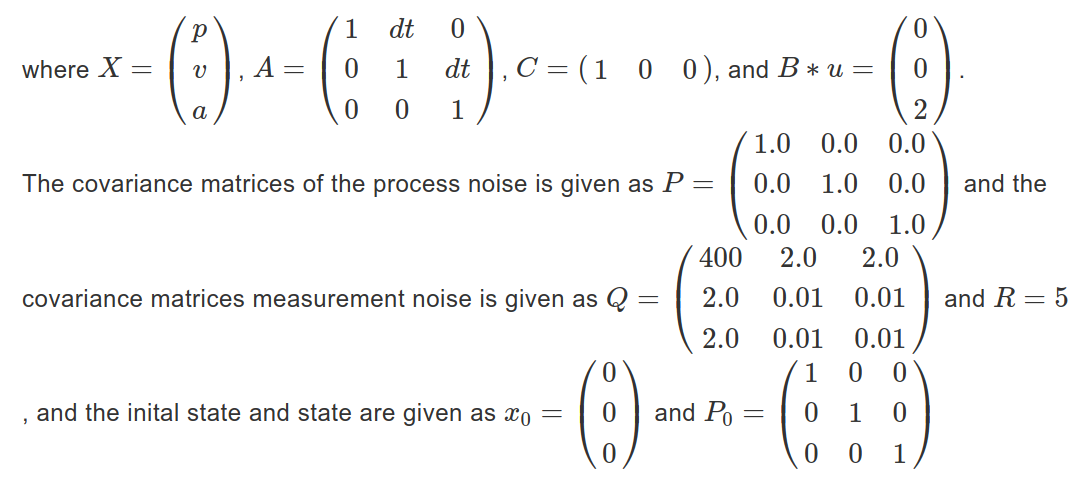 where $X = \begin{pmatrix} p \\ v \\ a \end{pmatrix}$, $A = \begin{pmatrix} 1 & dt & 0 \\ 0 & 1 & dt \\ 0 & 0 & 1 \end{pmatrix}$, $C = (1 \quad 0 \quad 0)$, and $B * u = \begin{pmatrix} 0 \\ 0 \\ 2 \end{pmatrix}$.
The covariance matrices of the process noise is given as $P = \begin{pmatrix} 1.0 & 0.0 & 0.0 \\ 0.0 & 1.0 & 0.0 \\ 0.0 & 0.0 & 1.0 \end{pmatrix}$ and the
covariance matrices measurement noise is given as $Q = \begin{pmatrix} 400 & 2.0 & 2.0 \\ 2.0 & 0.01 & 0.01 \\ 2.0 & 0.01 & 0.01 \end{pmatrix}$ and $R = 5$
, and the inital state and state are given as $x_0 = \begin{pmatrix} 0 \\ 0 \\ 0 \end{pmatrix}$ and $P_0 = \begin{pmatrix} 1 & 0 & 0 \\ 0 & 1 & 0 \\ 0 & 0 & 1 \end{pmatrix}$